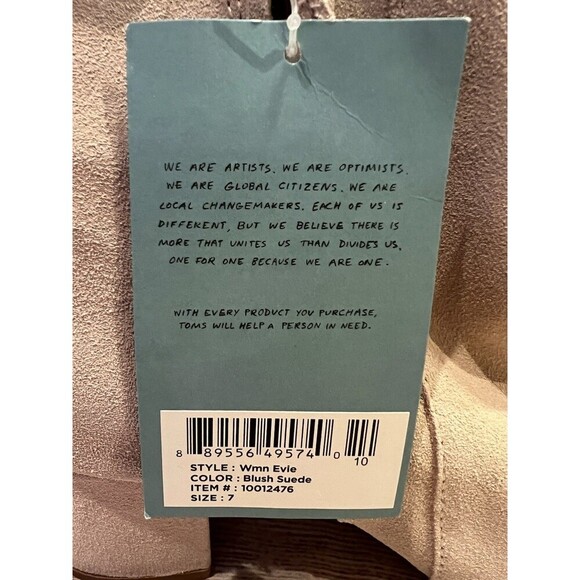 WE ARE ARTISTS. WE ARE OPTIMISTS.
WE ARE GLOBAL CITIZENS. WE ARE
LOCAL CHANGEMAKERS. EACH OF US IS
DIFFERENT, BUT WE BELIEVE THERE IS
MORE THAT UNITES US THAN DIVIDES US.
ONE FOR ONE BECAUSE WE ARE ONE.
WITH EVERY PRODUCT YOU PURCHASE,
TOMS WILL HELP A PERSON IN NEED.
8 89556 49574 0 10
STYLE : Wmn Evie
COLOR : Blush Suede
ITEM # : 10012476
SIZE : 7